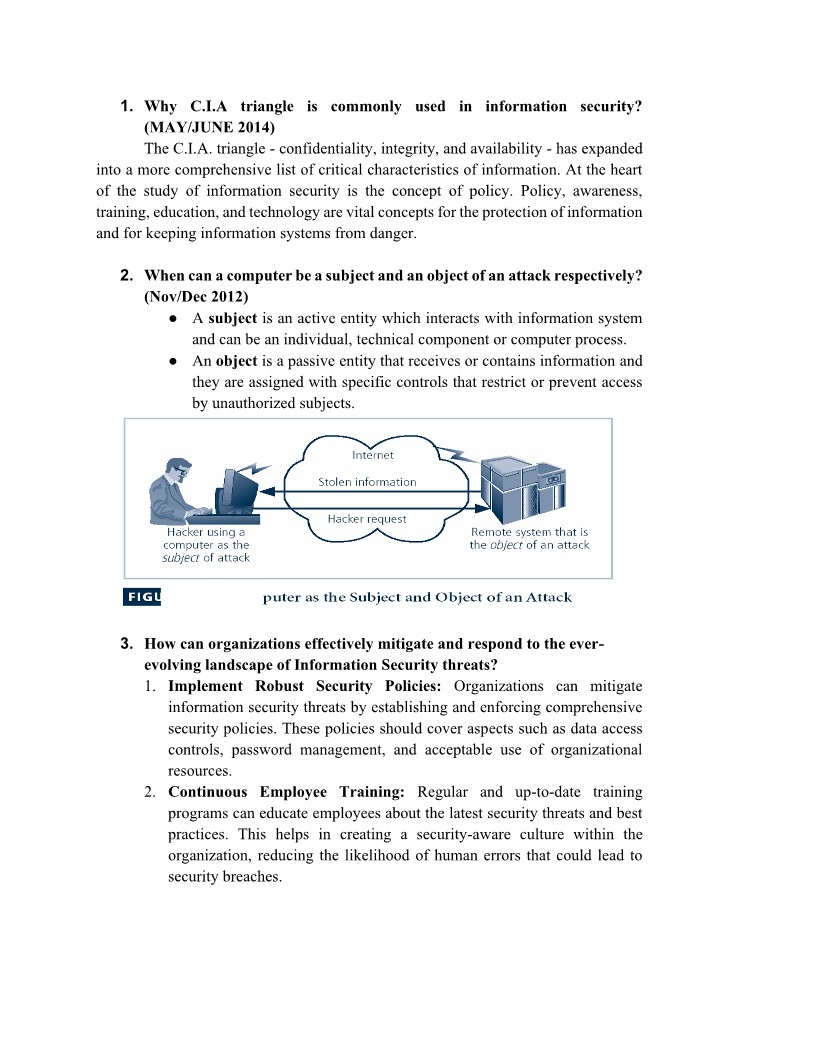 1. Why C.I.A triangle is commonly used in information security?
(MAY/JUNE 2014)
The C.I.A. triangle - confidentiality, integrity, and availability - has expanded
into a more comprehensive list of critical characteristics of information. At the heart
of the study of information security is the concept of policy. Policy, awareness,
training, education, and technology are vital concepts for the protection of information
and for keeping information systems from danger.
2. When can a computer be a subject and an object of an attack respectively?
(Nov/Dec 2012)
● A subject is an active entity which interacts with information system
and can be an individual, technical component or computer process.
● An object is a passive entity that receives or contains information and
they are assigned with specific controls that restrict or prevent access
by unauthorized subjects.
Internet
Stolen information
Hacker request
Hacker using a
computer as the
subject of attack
Remote system that is
the object of an attack
puter as the Subject and Object of an Attack
3. How can organizations effectively mitigate and respond to the ever-
evolving landscape of Information Security threats?
1. Implement Robust Security Policies: Organizations can mitigate
information security threats by establishing and enforcing comprehensive
security policies. These policies should cover aspects such as data access
controls, password management, and acceptable use of organizational
resources.
2. Continuous Employee Training: Regular and up-to-date training
programs can educate employees about the latest security threats and best
practices. This helps in creating a security-aware culture within the
organization, reducing the likelihood of human errors that could lead to
security breaches.